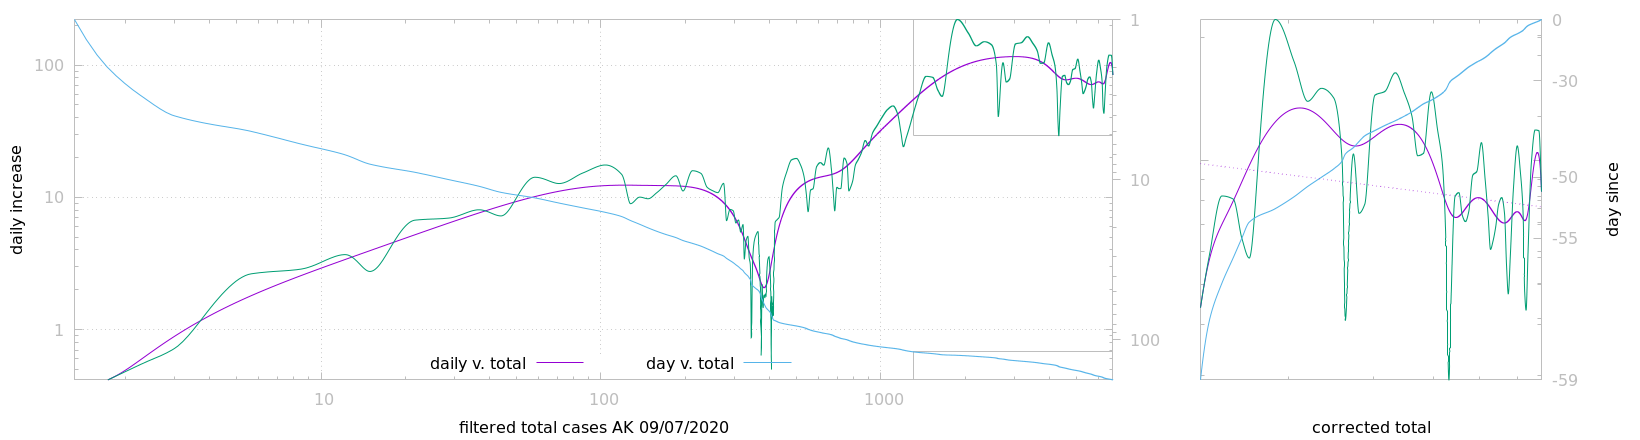 100
10
1
daily increase
10
100
1000
filtered total cases AK 09/07/2020
daily v. total
day v. total
1
10
100
0
-30
-50
-55
-59
day since
corrected total